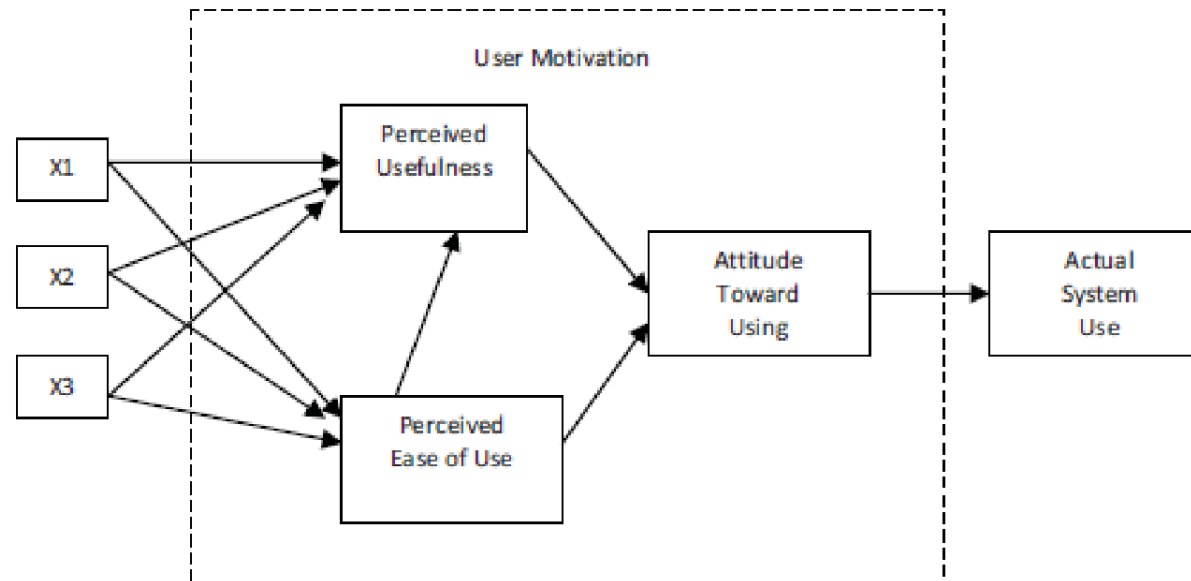 User Motivation
X1
X2
X3
Perceived
Usefulness
Perceived
Ease of Use
Attitude
Toward
Using
Actual
System
Use